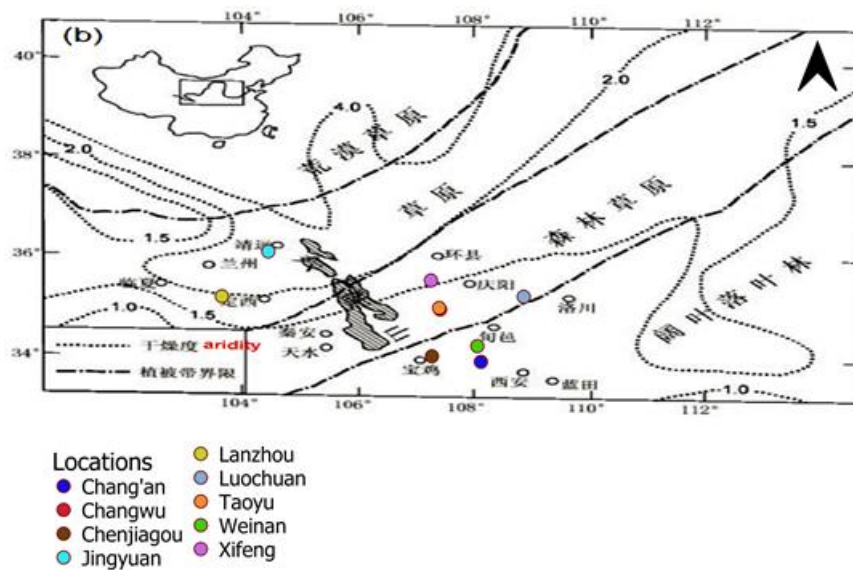 104° 106° 108° 110° 112°
(b)
40°
38°
36°
34°
2.0
4.0
2.0
1.5
1.5
1.0
1.5
1.0
荒漠草原
草原
森林草原
阔叶落叶林
靖远
兰州
临夏
定西
环县
庆阳
洛川
旬邑
秦安
天水
宝鸡
西安
蓝田
山
干燥度 aridity
植被带界限
104° 106° 108° 110° 112°
Locations
Chang'an
Changwu
Chenjiagou
Jingyuan
Lanzhou
Luochuan
Taoyu
Weinan
Xifeng